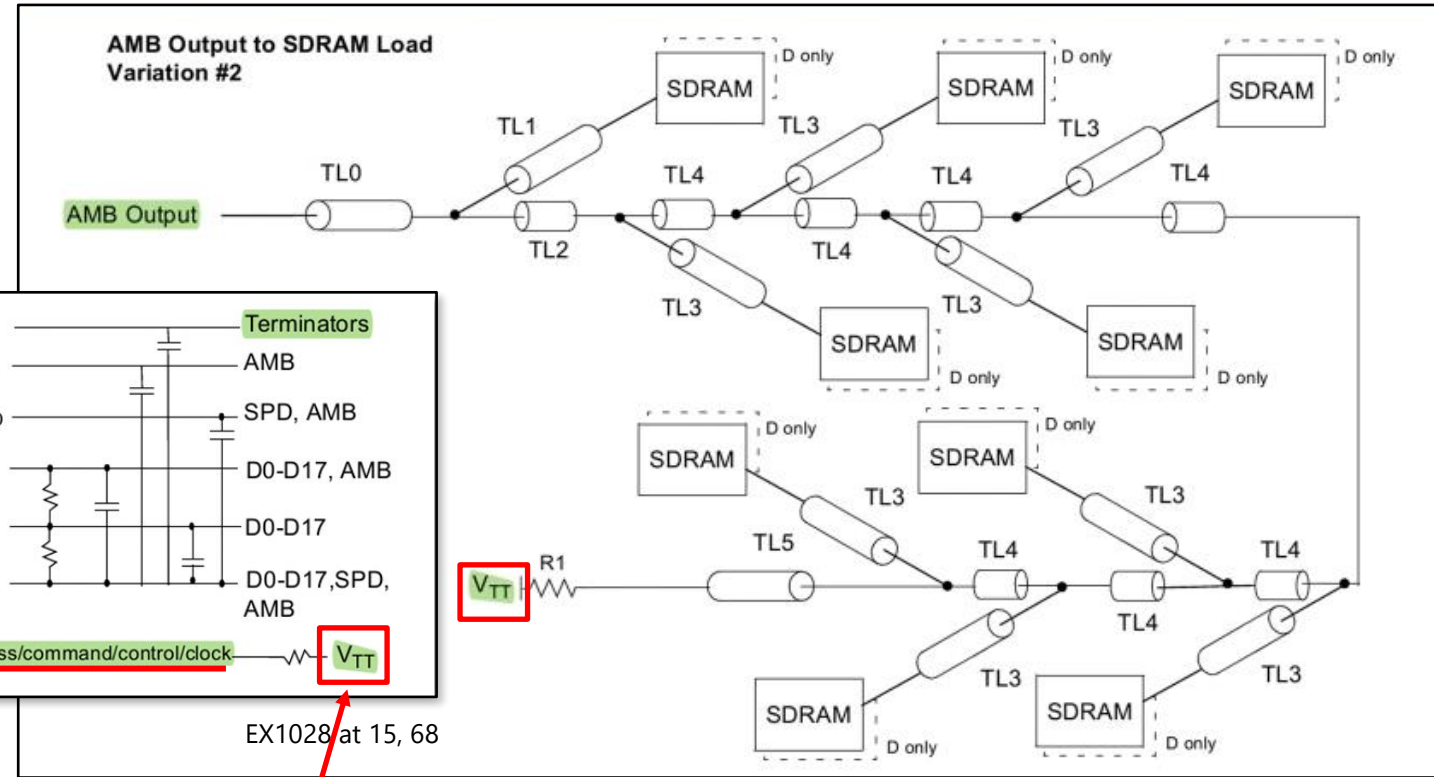 AMB Output to SDRAM Load
Variation #2
D only
D only
D only
SDRAM
SDRAM
SDRAM
TL1
TL3
TL3
TL0
TL4
TL4
TL4
AMB Output
TL2
TL4
TL3
TL3
SDRAM
SDRAM
D only
D only
Terminators
AMB
SPD, AMB
D0-D17, AMB
D0-D17
D0-D17,SPD,
AMB
ss/command/control/clock
VTT
D only
D only
SDRAM
SDRAM
TL3
TL3
TL5
TL4
TL4
VTT
R1
TL4
TL3
TL3
SDRAM
SDRAM
D only
D only
EX1028 at 15, 68